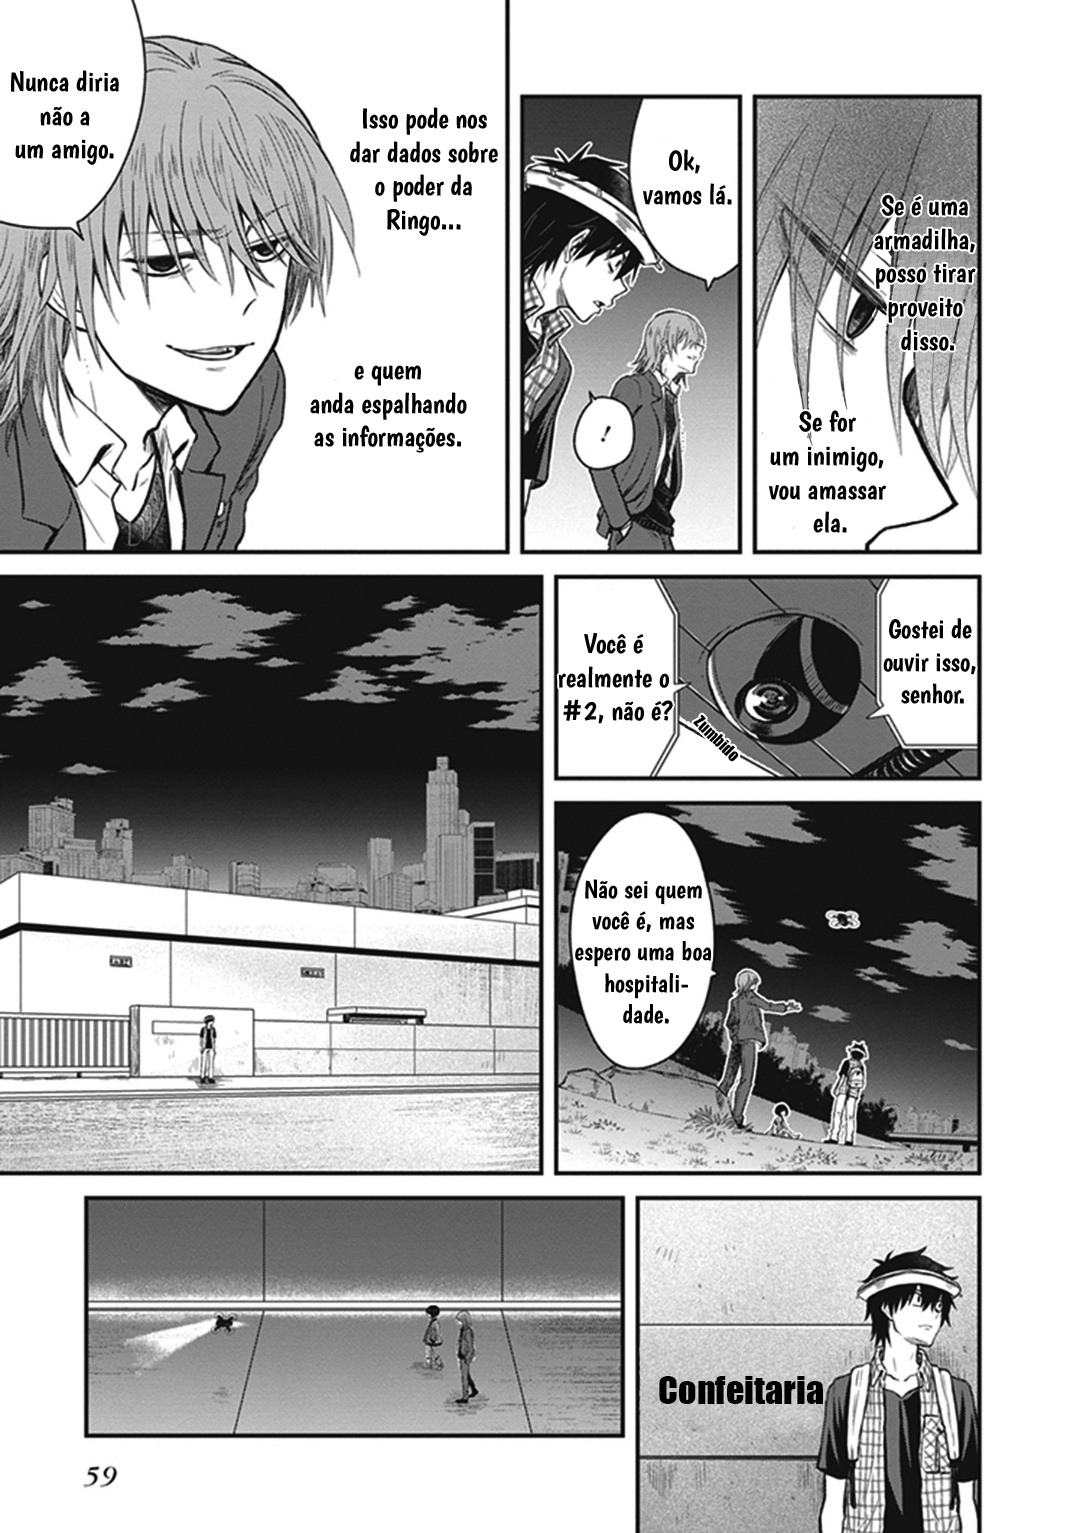 Se é uma
armadilha,
posso tirar
proveito
disso.
Se for
um inimigo,
vou amassar
ela.
Ok,
vamos lá.
!
Isso pode nos
dar dados sobre
o poder da
Ringo...
e quem
anda espalhando
as informações.
Nunca diria
não a
um amigo.
Gostei de
ouvir isso,
senhor.
Zumbido
Você é
realmente o
#2, não é?
Não sei quem
você é, mas
espero uma boa
hospitali-
dade.
Confeitaria
59